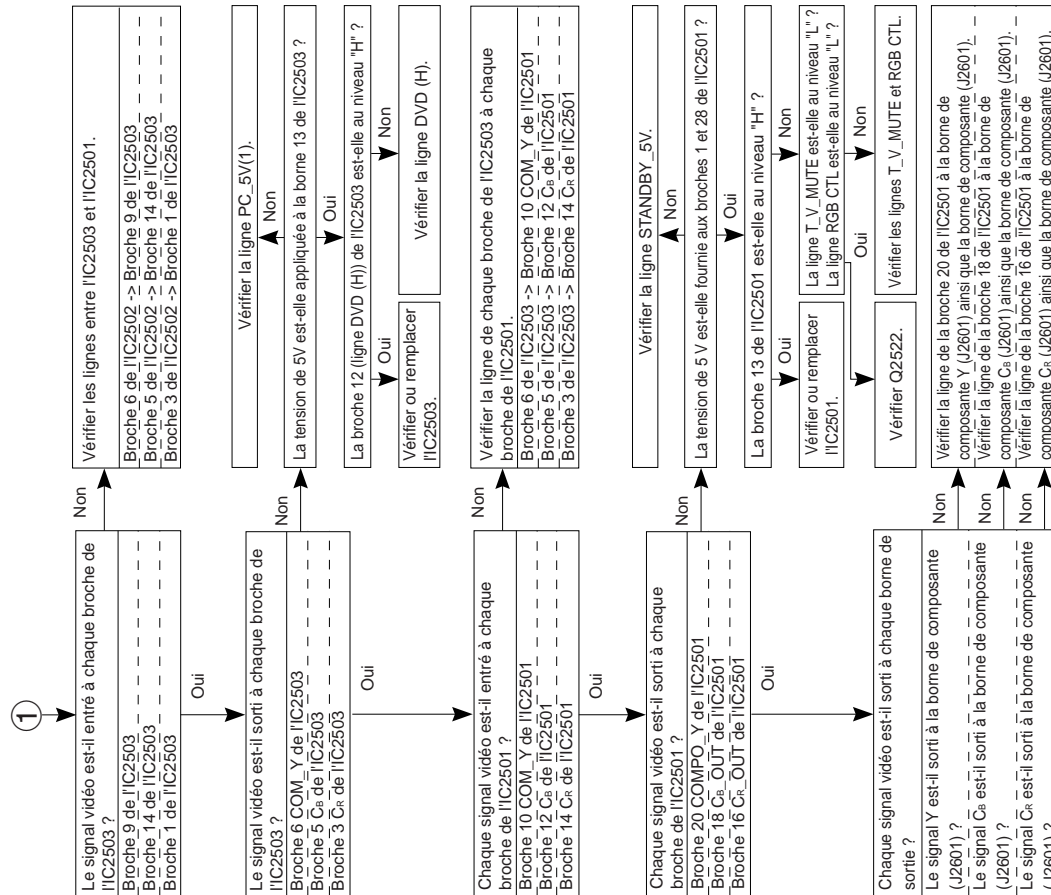 ①
Le signal vidéo est-il entré à chaque broche de
l'IC2503 ?
Broche 9 de l'IC2503
Broche 14 de l'IC2503
Broche 1 de l'IC2503
Non
Vérifier les lignes entre l'IC2503 et l'IC2501.
Broche 6 de l'IC2502 -> Broche 9 de l'IC2503
Broche 5 de l'IC2502 -> Broche 14 de l'IC2503
Broche 3 de l'IC2502 -> Broche 1 de l'IC2503
Oui
Le signal vidéo est-il sorti à chaque broche de
l'IC2503 ?
Broche 6 COM_Y de l'IC2503
Broche 5 CB de l'IC2503
Broche 3 CR de l'IC2503
Non
Vérifier la ligne PC_5V(1).
Non
La tension de 5V est-elle appliquée à la borne 13 de l'IC2503 ?
Oui
La broche 12 (ligne DVD (H)) de l'IC2503 est-elle au niveau "H" ?
Oui
Non
Vérifier ou remplacer
l'IC2503.
Vérifier la ligne DVD (H).
Oui
Chaque signal vidéo est-il entré à chaque
broche de l'IC2501 ?
Broche 10 COM_Y de l'IC2501
Broche 12 CB de l'IC2501
Broche 14 CR de l'IC2501
Non
Vérifier la ligne de chaque broche de l'IC2503 à chaque
broche de l'IC2501.
Broche 6 de l'IC2503 -> Broche 10 COM_Y de l'IC2501
Broche 5 de l'IC2503 -> Broche 12 CB de l'IC2501
Broche 3 de l'IC2503 -> Broche 14 CR de l'IC2501
Oui
Chaque signal vidéo est-il sorti à chaque
broche de l'IC2501 ?
Broche 20 COMPO_Y de l'IC2501
Broche 18 CB_OUT de l'IC2501
Broche 16 CR_OUT de l'IC2501
Non
Vérifier la ligne STANDBY_5V.
Non
La tension de 5 V est-elle fournie aux broches 1 et 28 de l'IC2501 ?
Oui
La broche 13 de l'IC2501 est-elle au niveau "H" ?
Oui
Non
Vérifier ou remplacer
l'IC2501.
La ligne T_V_MUTE est-elle au niveau "L" ?
La ligne RGB CTL est-elle au niveau "L" ?
Oui
Non
Vérifier Q2522.
Vérifier les lignes T_V_MUTE et RGB CTL.
Oui
Chaque signal vidéo est-il sorti à chaque borne de
sortie ?
Le signal Y est-il sorti à la borne de composante
(J2601) ?
Non
Vérifier la ligne de la broche 20 de l'IC2501 à la borne de
composante Y (J2601) ainsi que la borne de composante (J2601).
Le signal CB est-il sorti à la borne de composante
(J2601) ?
Non
Vérifier la ligne de la broche 18 de l'IC2501 à la borne de
composante CB (J2601) ainsi que la borne de composante (J2601).
Le signal CR est-il sorti à la borne de composante
(J2601) ?
Non
Vérifier la ligne de la broche 16 de l'IC2501 à la borne de
composante CR (J2601) ainsi que la borne de composante (J2601).